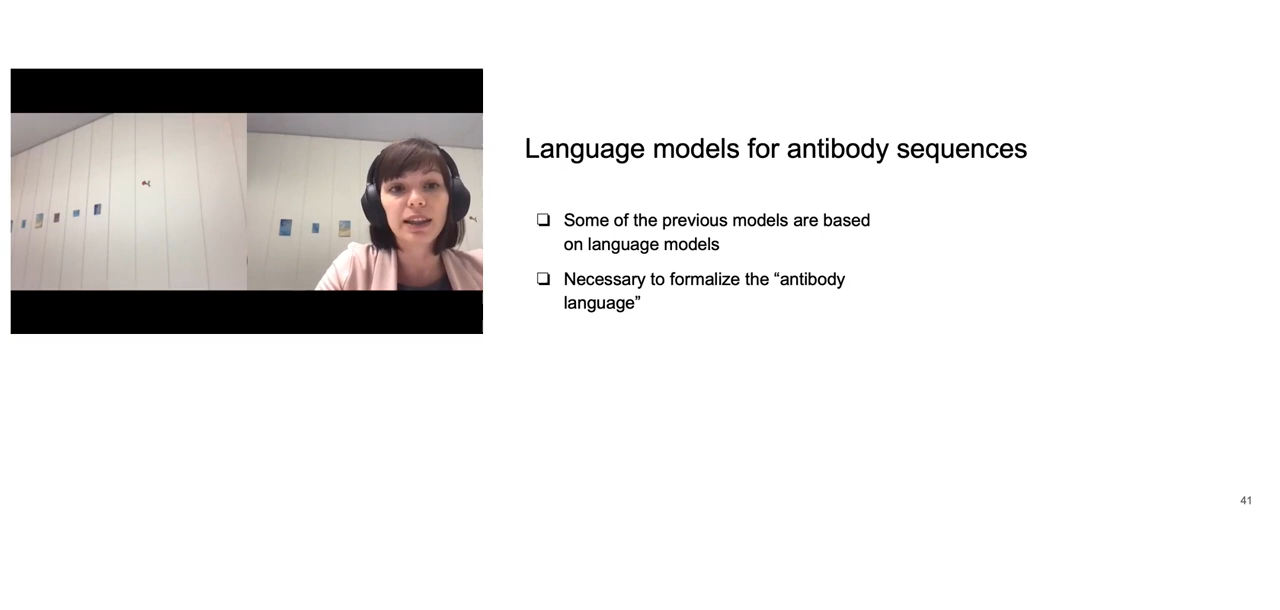 Language models for antibody sequences
❏ Some of the previous models are based
on language models
❏ Necessary to formalize the “antibody
language”
41